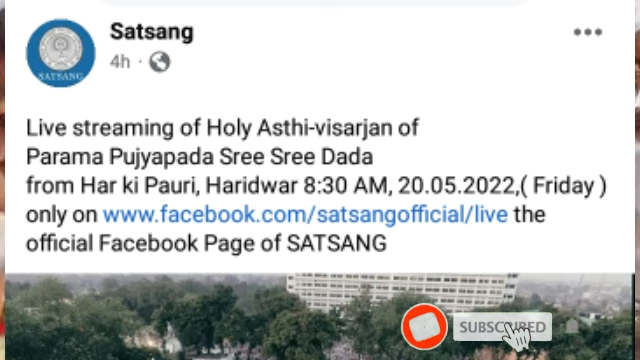 Satsang
4h ·
SATSANG
Live streaming of Holy Asthi-visarjan of
Parama Pujyapada Sree Sree Dada
from Har ki Pauri, Haridwar 8:30 AM, 20.05.2022,( Friday )
only on www.facebook.com/satsangofficial/live the
official Facebook Page of SATSANG
SUBSCRIBED